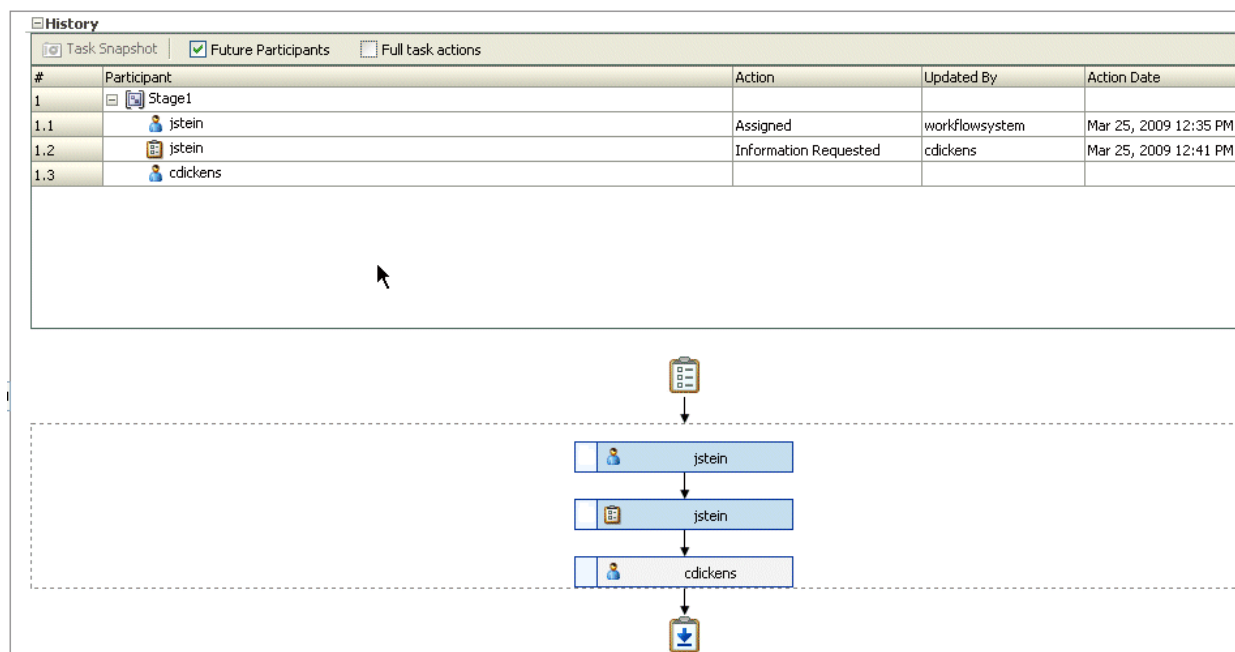 History
Task Snapshot Future Participants Full task actions
# Participant Action Updated By Action Date
1 Stage1
1.1 jstein Assigned workflowsystem Mar 25, 2009 12:35 PM
1.2 jstein Information Requested cdickens Mar 25, 2009 12:41 PM
1.3 cdickens
jstein
jstein
cdickens